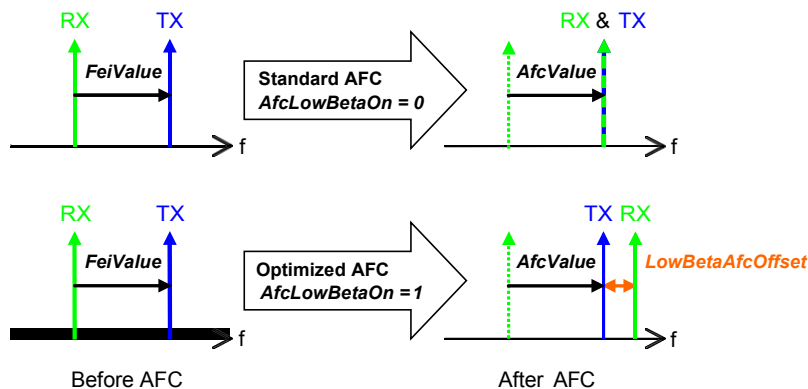 RX TX
FeiValue
f
Standard AFC
AfcLowBetaOn = 0
RX & TX
AfcValue
f
RX TX
FeiValue
f
Optimized AFC
AfcLowBetaOn = 1
TX RX
AfcValue
LowBetaAfcOffset
f
Before AFC
After AFC